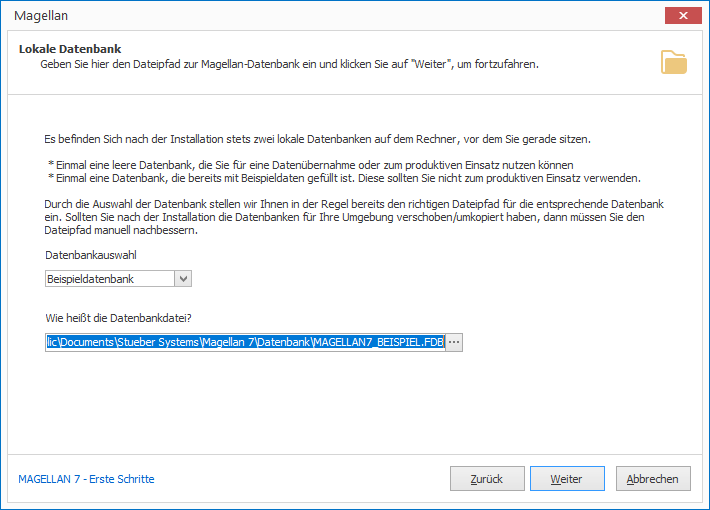 Magellan
Lokale Datenbank
Geben Sie hier den Dateipfad zur Magellan-Datenbank ein und klicken Sie auf "Weiter", um fortzufahren.
Es befinden Sich nach der Installation stets zwei lokale Datenbanken auf dem Rechner, vor dem Sie gerade sitzen.
* Einmal eine leere Datenbank, die Sie für eine Datenübernahme oder zum produktiven Einsatz nutzen können
* Einmal eine Datenbank, die bereits mit Beispieldaten gefüllt ist. Diese sollten Sie nicht zum produktiven Einsatz verwenden.
Durch die Auswahl der Datenbank stellen wir Ihnen in der Regel bereits den richtigen Dateipfad für die entsprechende Datenbank
ein. Sollten Sie nach der Installation die Datenbanken für Ihre Umgebung verschoben/umkopiert haben, dann müssen Sie den
Dateipfad manuell nachbessern.
Datenbankauswahl
Beispieldatenbank
Wie heißt die Datenbankdatei?
lic\Documents\Stueber Systems\Magellan 7\Datenbank\MAGELLAN7_BEISPIEL.FDB
...
MAGELLAN 7 - Erste Schritte
Zurück
Weiter
Abbrechen